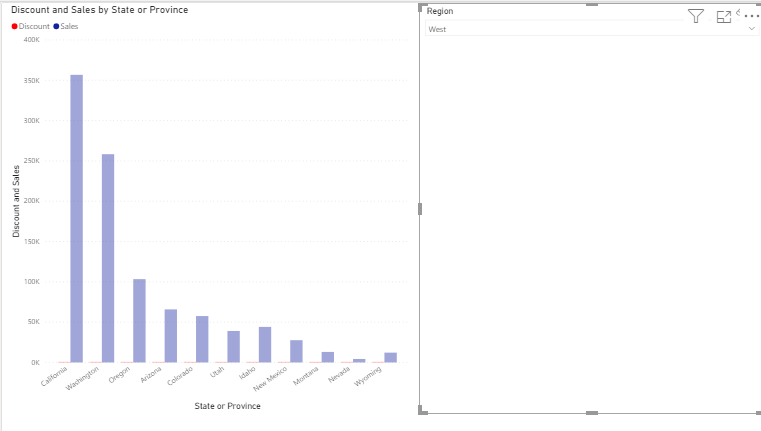 Discount and Sales by State or Province
Discount Sales
400K
350K
300K
250K
200K
150K
100K
50K
0K
Discount and Sales
California
Washington
Oregon
Arizona
Colorado
Utah
Idaho
New Mexico
Montana
Nevada
Wyoming
State or Province
Region
West